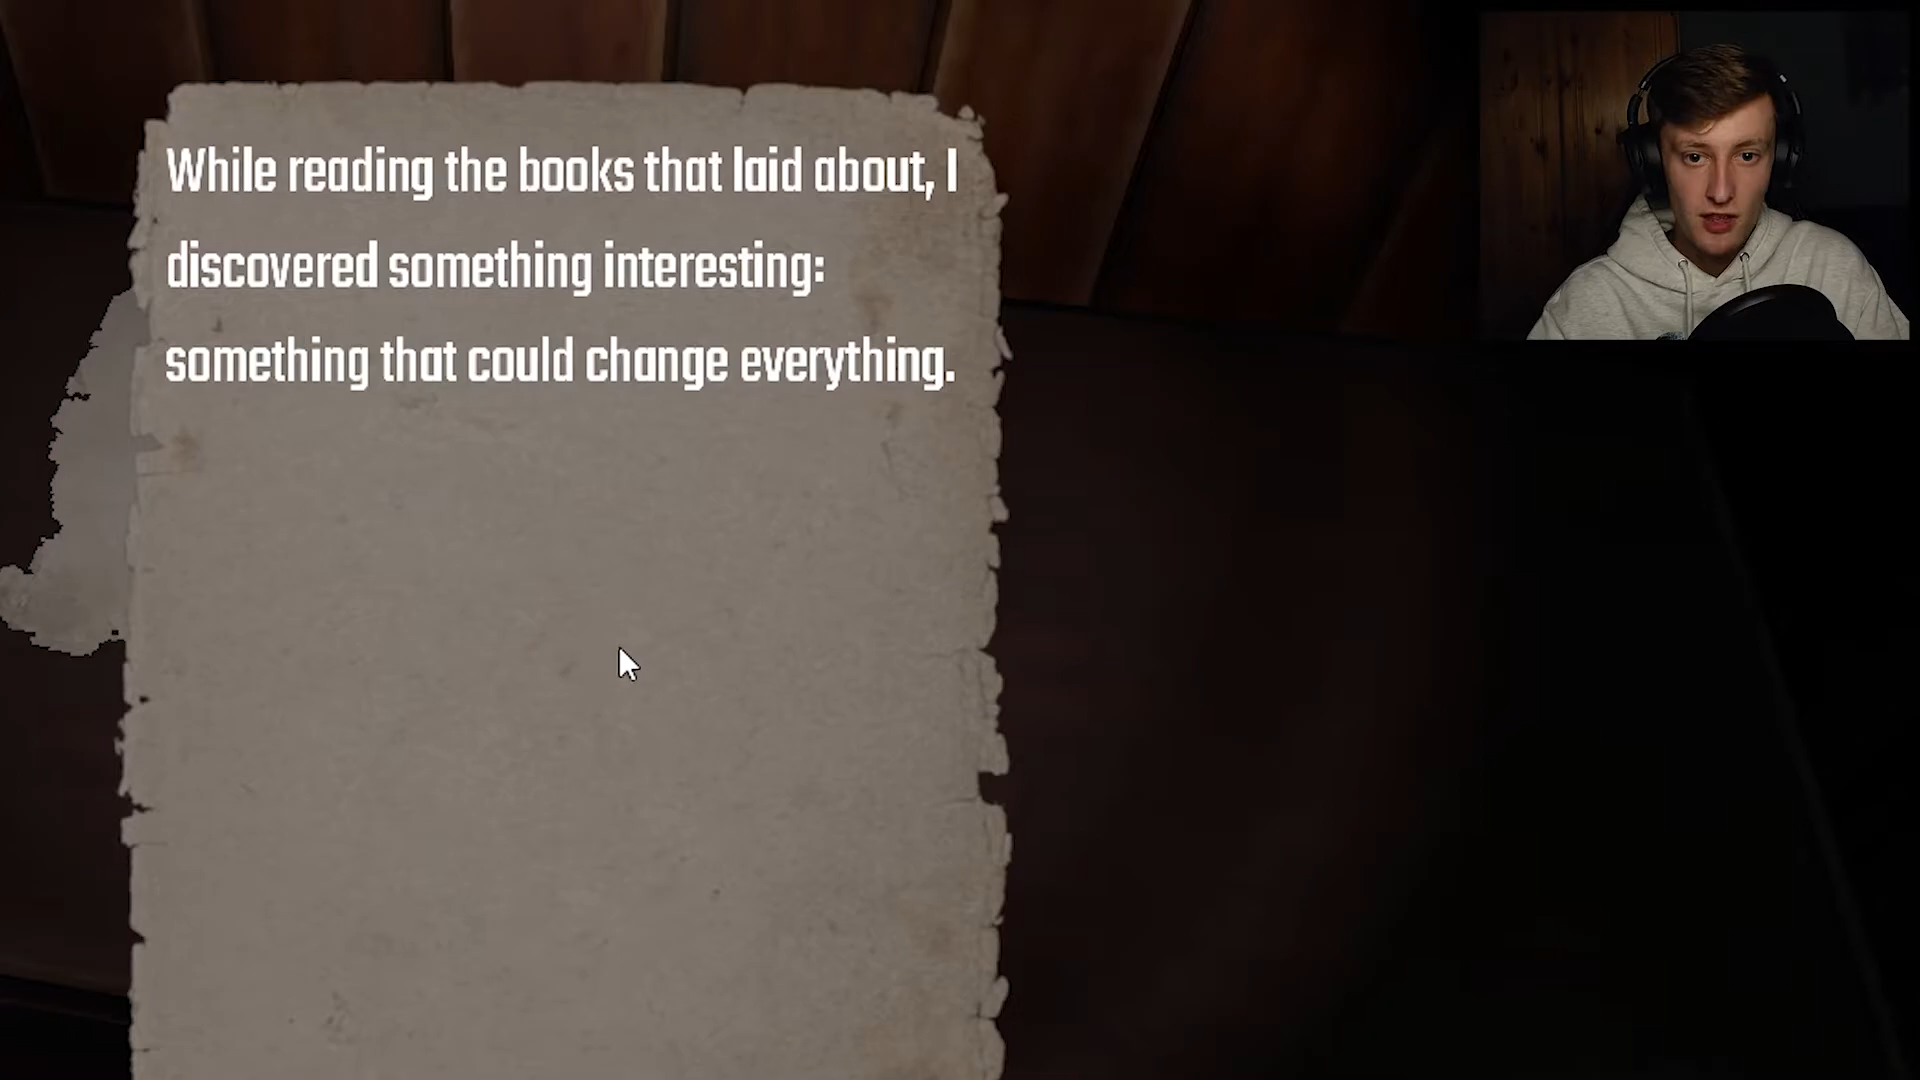 While reading the books that laid about, I
discovered something interesting:
something that could change everything.